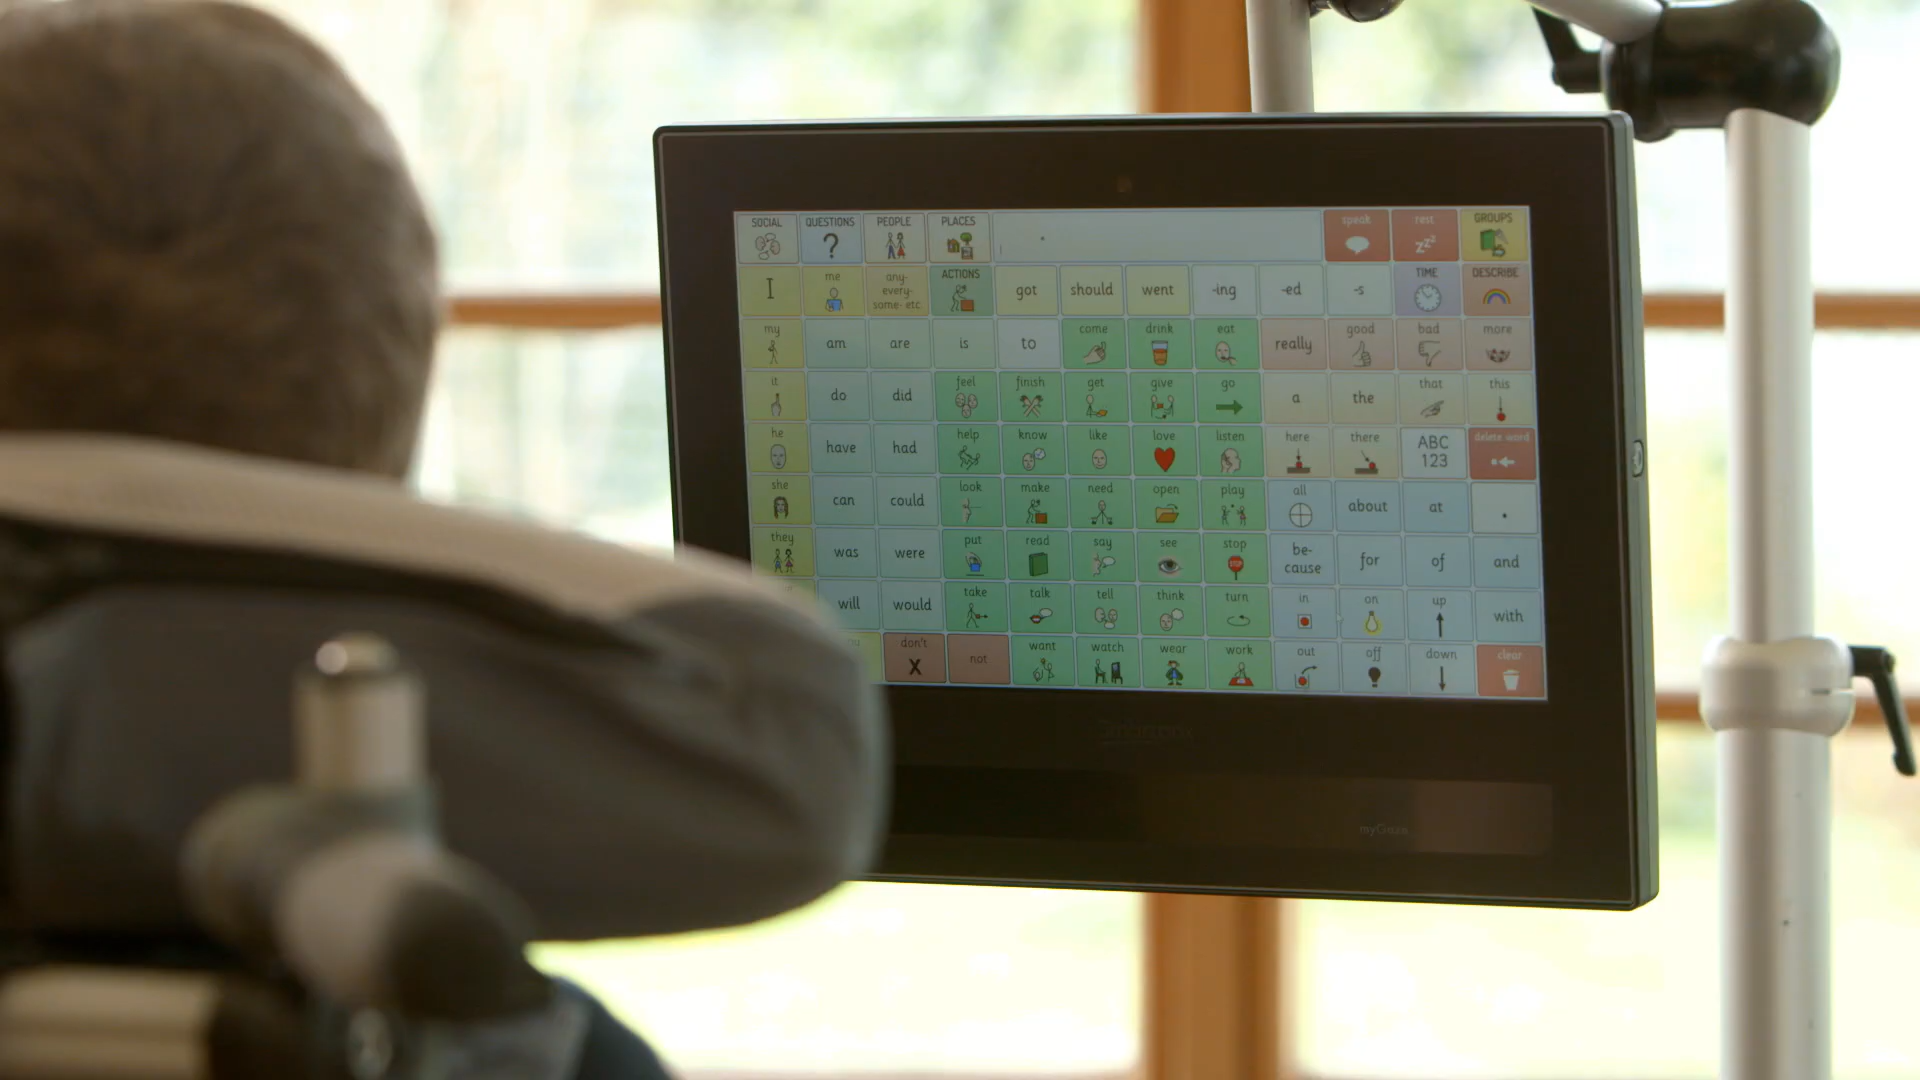 SOCIAL QUESTIONS PEOPLE PLACES speak rest zzz GROUPS
?
I me any- every- some- etc. ACTIONS got should went -ing -ed -s TIME DESCRIBE
my am are is to come drink eat really good bad more
it do did feel finish get give go a the that this
he have had help know like love listen here there ABC 123 delete word
she can could look make need open play all about at .
they was were put read say see stop STOP be- cause for of and
will would take talk tell think turn in on up with
don't X not want watch wear work out off down clear
myGaze